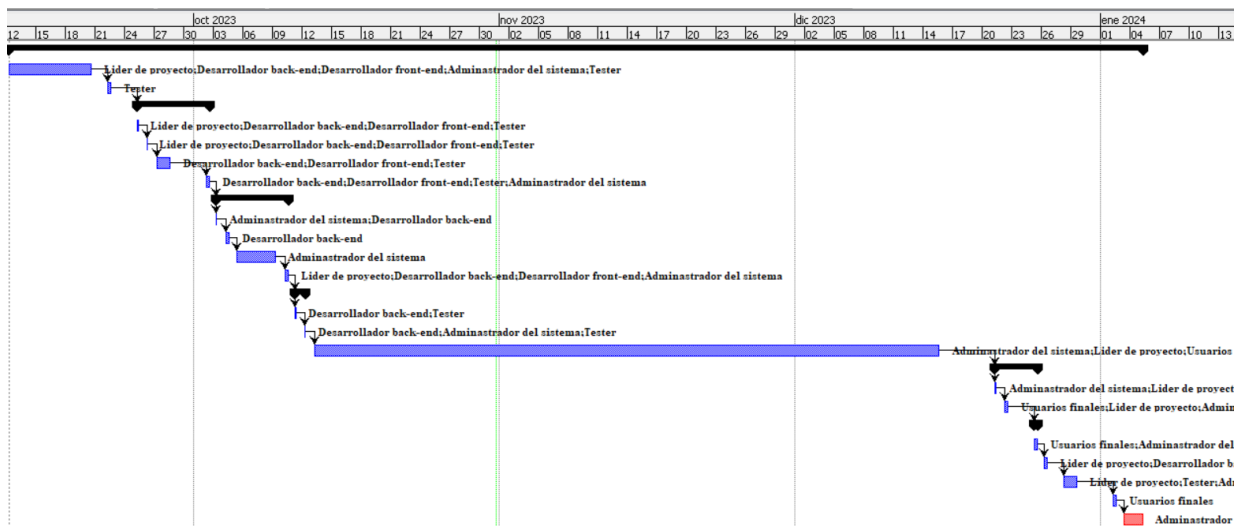 oct 2023 nov 2023 dic 2023 ene 2024
12 15 18 21 24 27 30 03 06 09 12 15 18 21 24 27 30 02 05 08 11 14 17 20 23 26 29 02 05 08 11 14 17 20 23 26 29 01 04 07 10 13
Lider de proyecto;Desarrollador back-end;Desarrollador front-end;Adminastrador del sistema;Tester
Tester
Lider de proyecto;Desarrollador back-end;Desarrollador front-end;Tester
Lider de proyecto;Desarrollador back-end;Desarrollador front-end;Tester
Desarrollador back-end;Desarrollador front-end;Tester
Desarrollador back-end;Desarrollador front-end;Tester;Adminastrador del sistema
Adminastrador del sistema;Desarrollador back-end
Desarrollador back-end
Adminastrador del sistema
Lider de proyecto;Desarrollador back-end;Desarrollador front-end;Adminastrador del sistema
Desarrollador back-end;Tester
Desarrollador back-end;Adminastrador del sistema;Tester
Adminastrador del sistema;Lider de proyecto;Usuarios
Adminastrador del sistema;Lider de proyect
Usuarios finales;Lider de proyecto;Admin
Usuarios finales;Adminastrador del
Lider de proyecto;Desarrollador ba
Lider de proyecto;Tester;Ad
Usuarios finales
Adminastrador